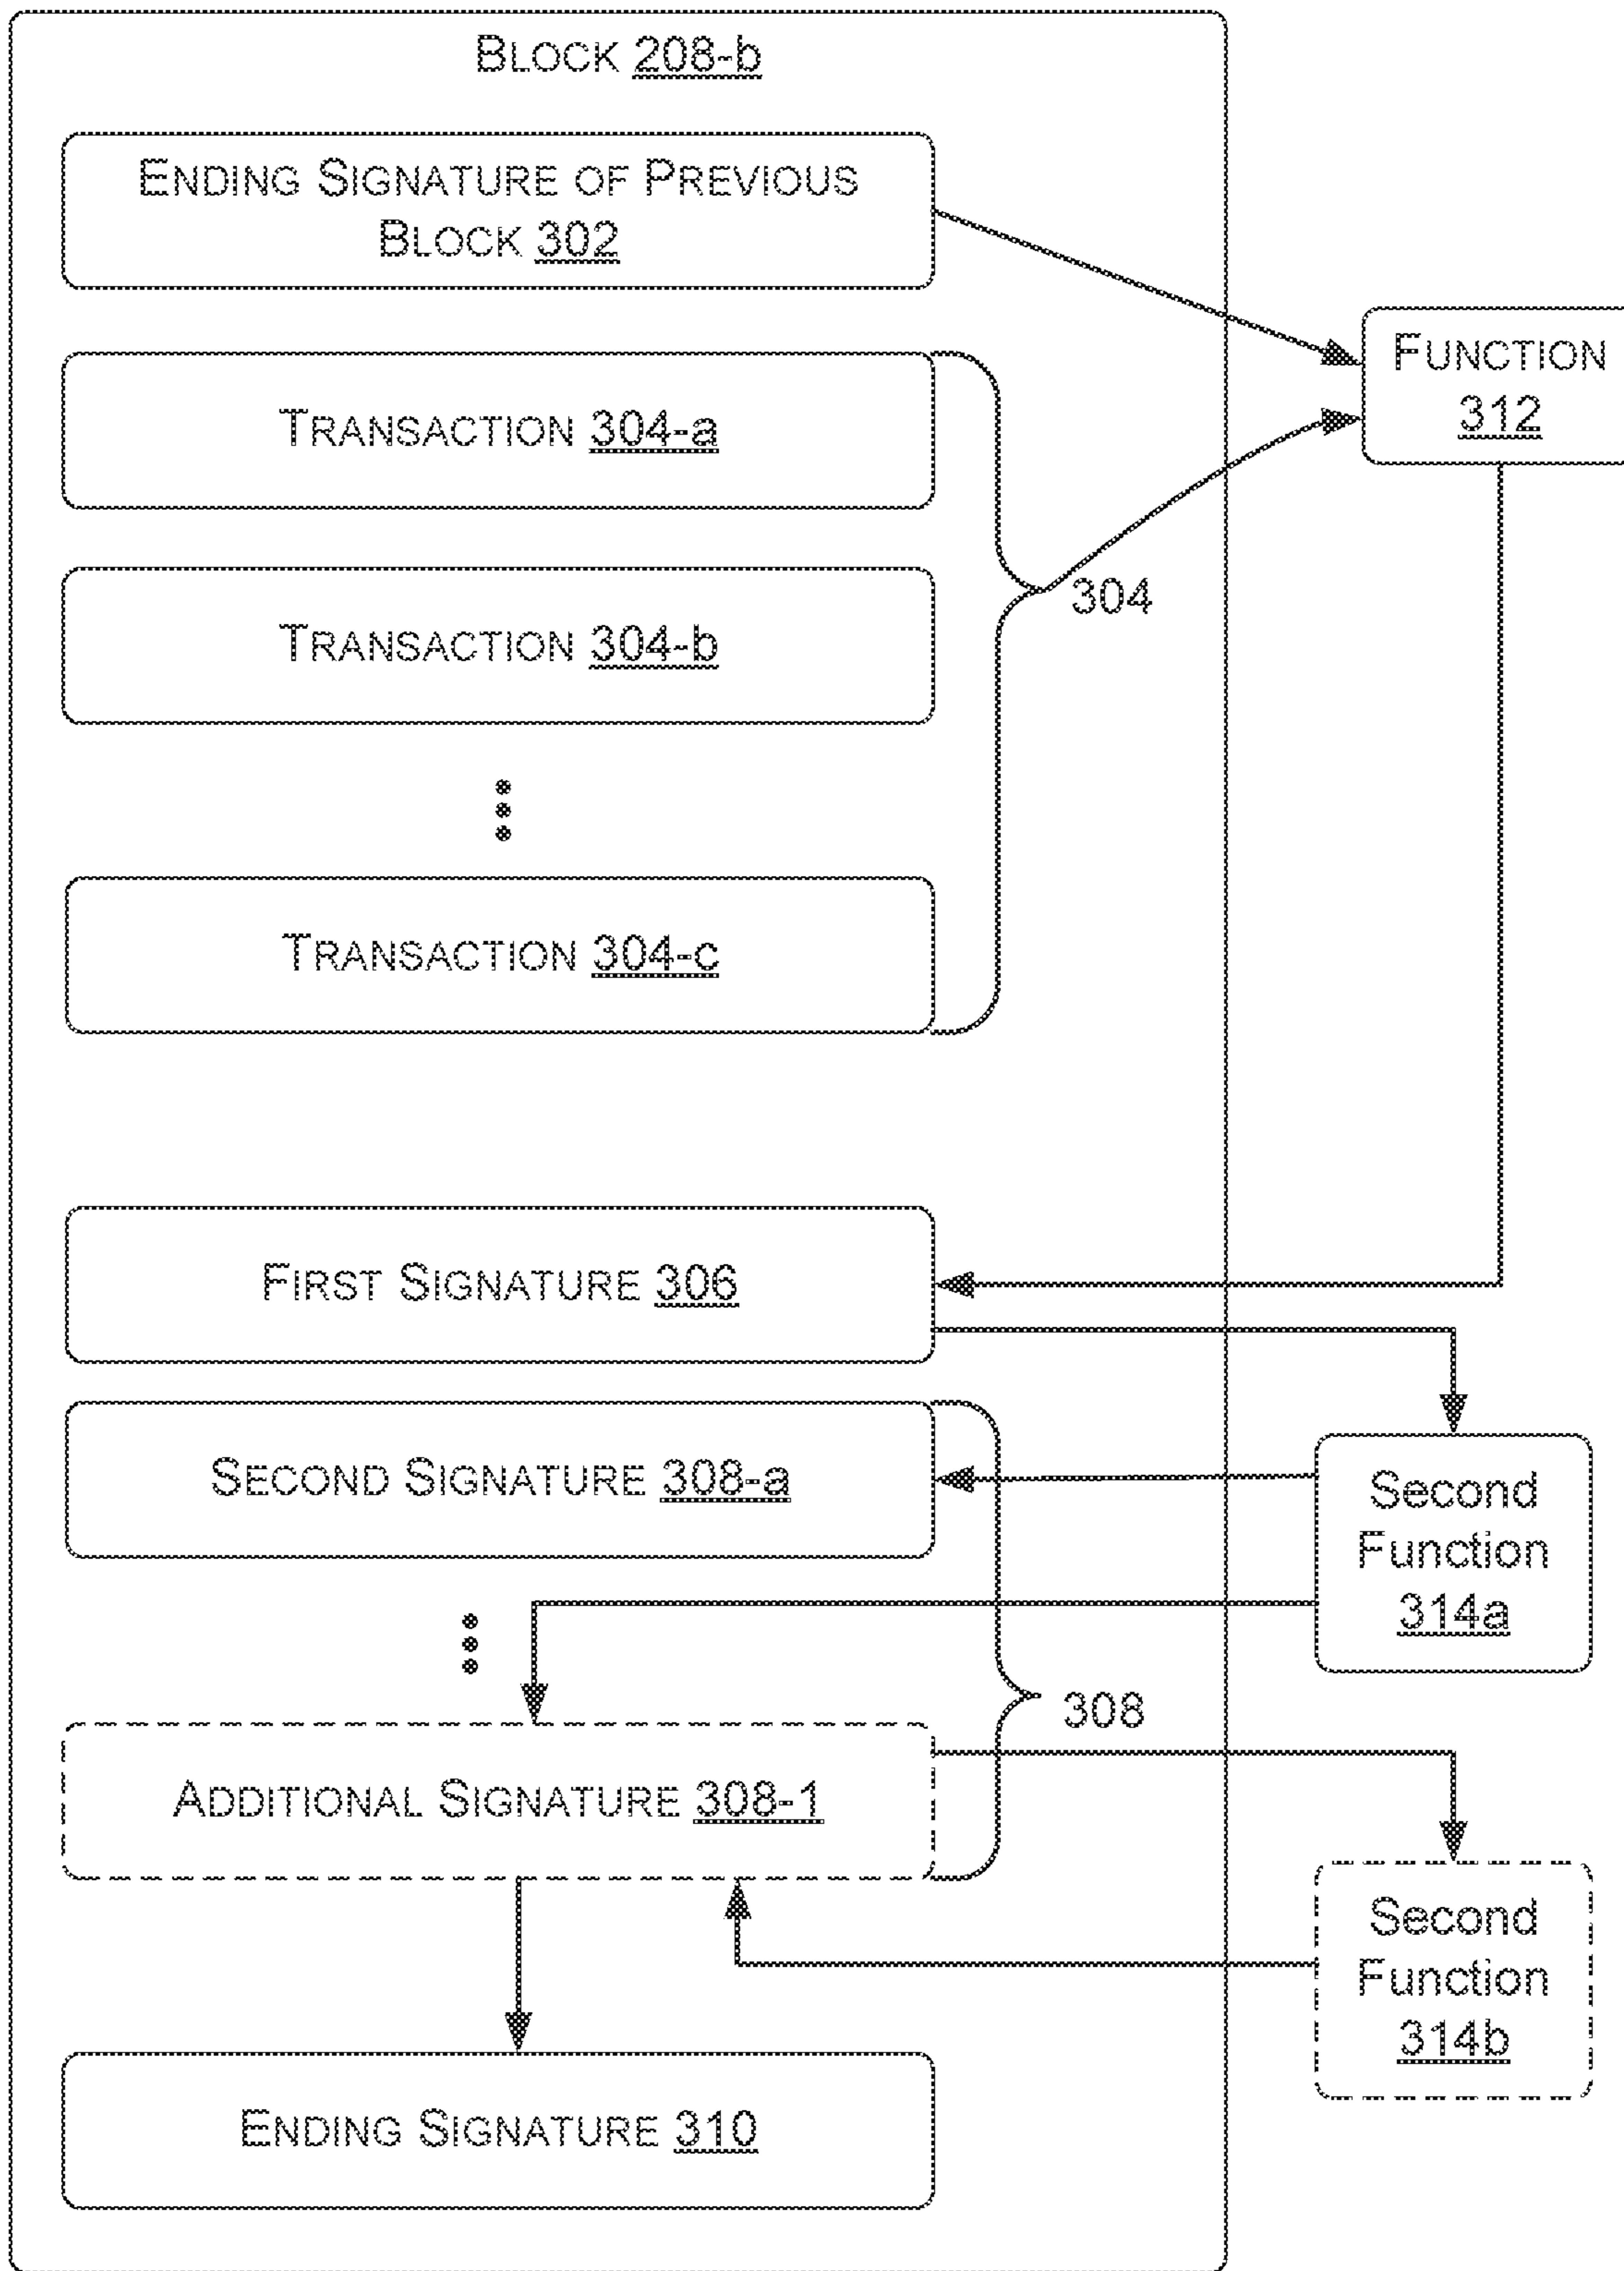 BLOCK 208-b
ENDING SIGNATURE OF PREVIOUS
BLOCK 302
FUNCTION
312
TRANSACTION 304-a
304
TRANSACTION 304-b
TRANSACTION 304-c
FIRST SIGNATURE 306
SECOND SIGNATURE 308-a
Second
Function
314a
308
ADDITIONAL SIGNATURE 308-1
Second
Function
314b
ENDING SIGNATURE 310